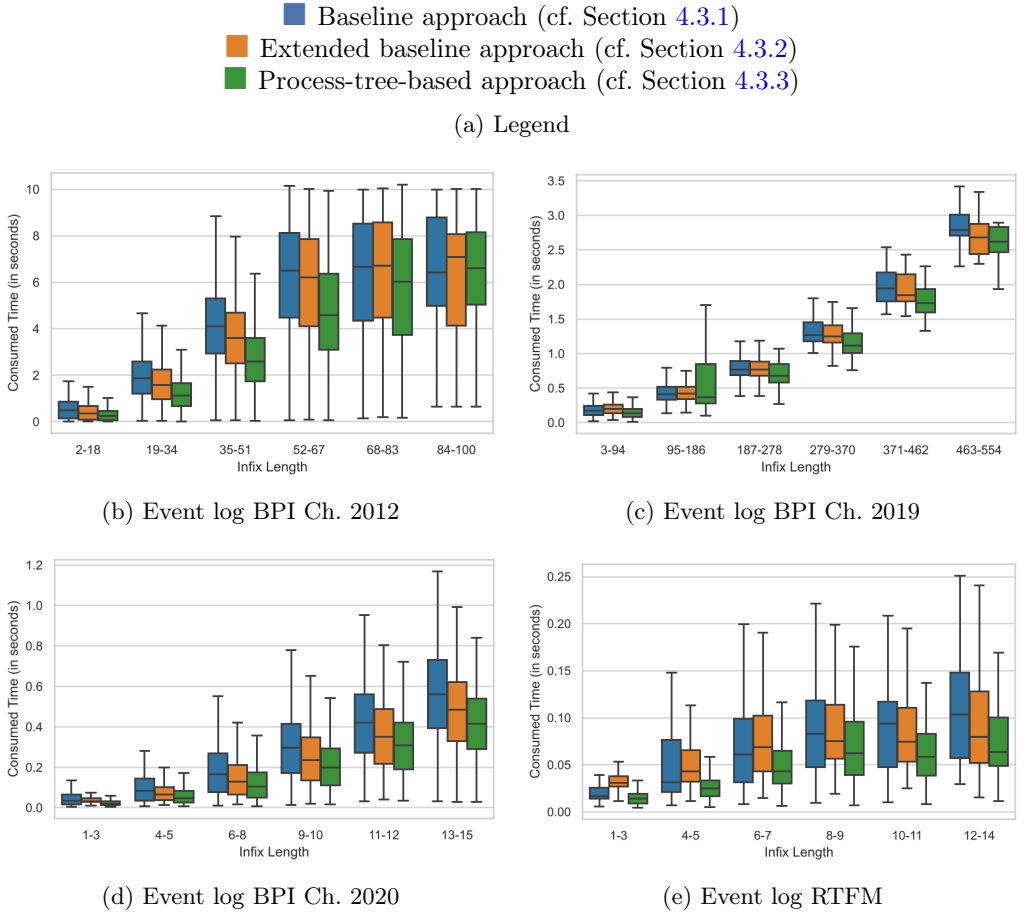 Baseline approach (cf. Section 4.3.1)
Extended baseline approach (cf. Section 4.3.2)
Process-tree-based approach (cf. Section 4.3.3)
(a) Legend
Consumed Time (in seconds)
10
8
6
4
2
0
2-18 19-34 35-51 52-67 68-83 84-100
Infix Length
(b) Event log BPI Ch. 2012
Consumed Time (in seconds)
3.5
3.0
2.5
2.0
1.5
1.0
0.5
0.0
3-94 95-186 187-278 279-370 371-462 463-554
Infix Length
(c) Event log BPI Ch. 2019
Consumed Time (in seconds)
1.2
1.0
0.8
0.6
0.4
0.2
0.0
1-3 4-5 6-8 9-10 11-12 13-15
Infix Length
(d) Event log BPI Ch. 2020
Consumed Time (in seconds)
0.25
0.20
0.15
0.10
0.05
0.00
1-3 4-5 6-7 8-9 10-11 12-14
Infix Length
(e) Event log RTFM